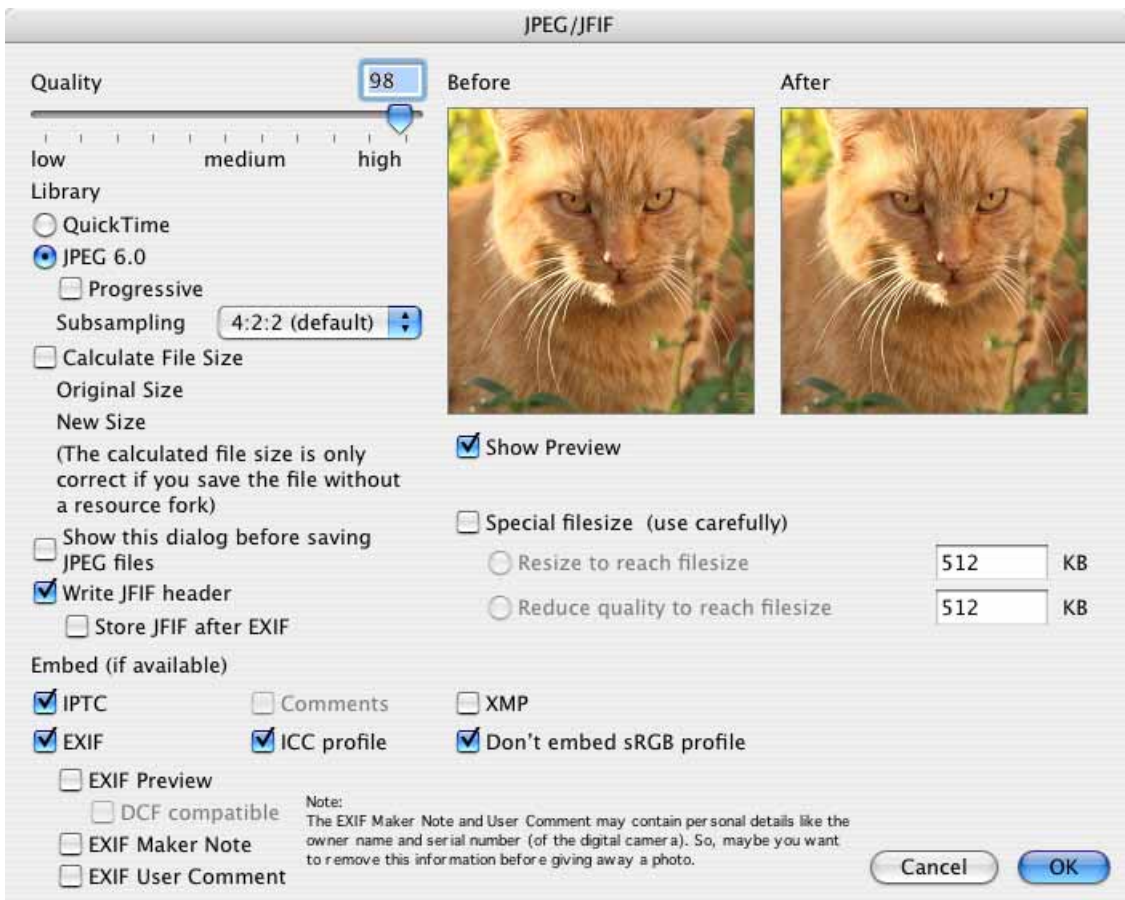 JPEG/JFIF
Quality
98
low medium high
Library
QuickTime
JPEG 6.0
Progressive
Subsampling 4:2:2 (default)
Calculate File Size
Original Size
New Size
(The calculated file size is only
correct if you save the file without
a resource fork)
Show this dialog before saving
JPEG files
Write JFIF header
Store JFIF after EXIF
Before
After
Show Preview
Special filesize (use carefully)
Resize to reach filesize 512 KB
Reduce quality to reach filesize 512 KB
Embed (if available)
IPTC Comments XMP
EXIF ICC profile Don't embed sRGB profile
EXIF Preview
DCF compatible
EXIF Maker Note
EXIF User Comment
Note:
The EXIF Maker Note and User Comment may contain personal details like the
owner name and serial number (of the digital camera). So, maybe you want
to remove this information before giving away a photo.
Cancel OK